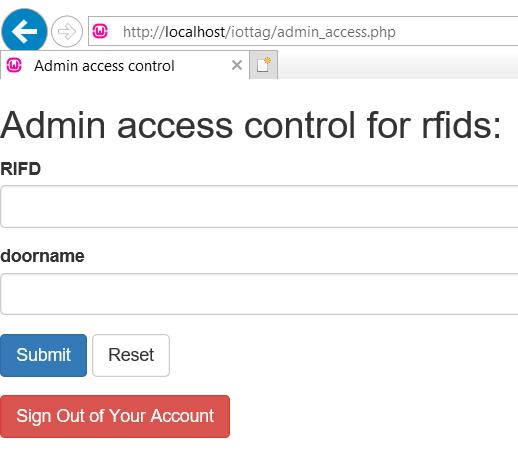 http://localhost/iottag/admin_access.php
Admin access control
Admin access control for rfids:
RIFD
doorname
Submit Reset
Sign Out of Your Account